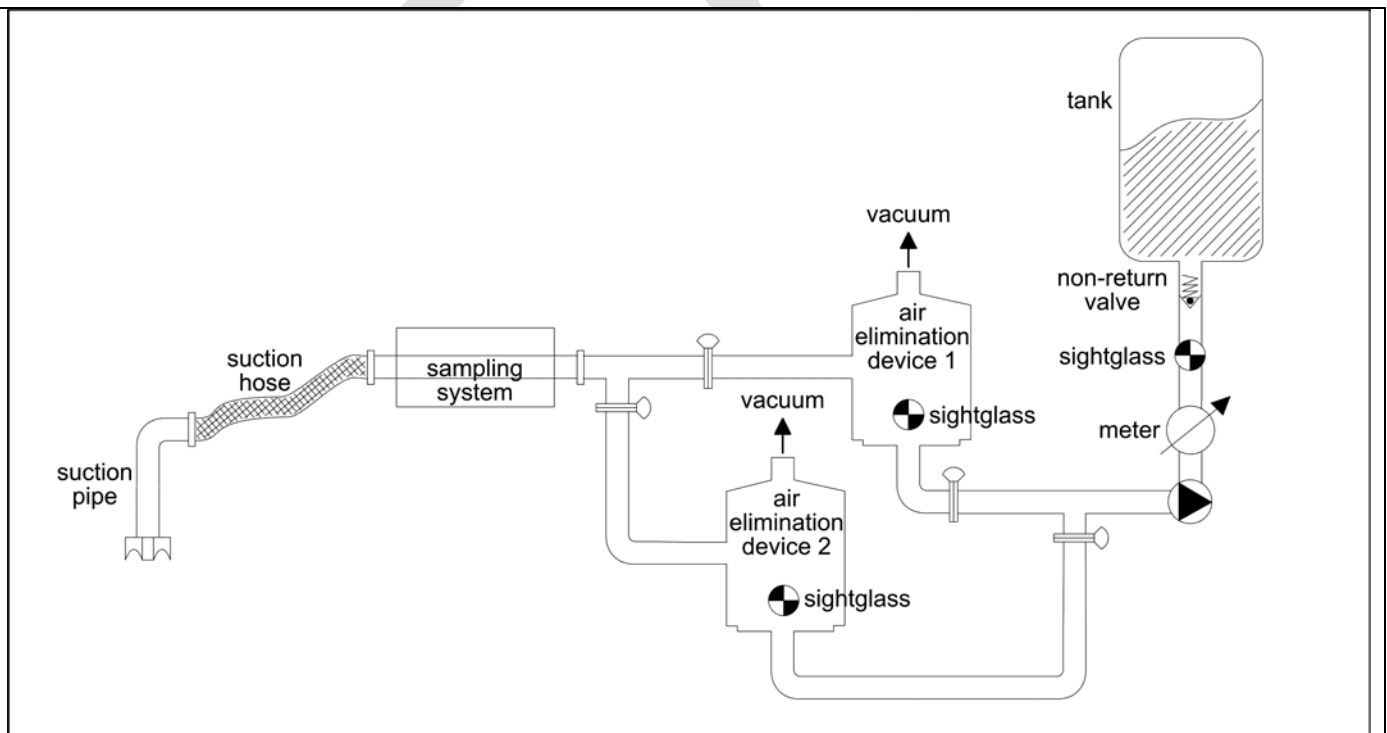 tank
vacuum
non-return
valve
air
elimination
device 1
suction
hose
sampling
system
sightglass
vacuum
sightglass
meter
suction
pipe
air
elimination
device 2
sightglass